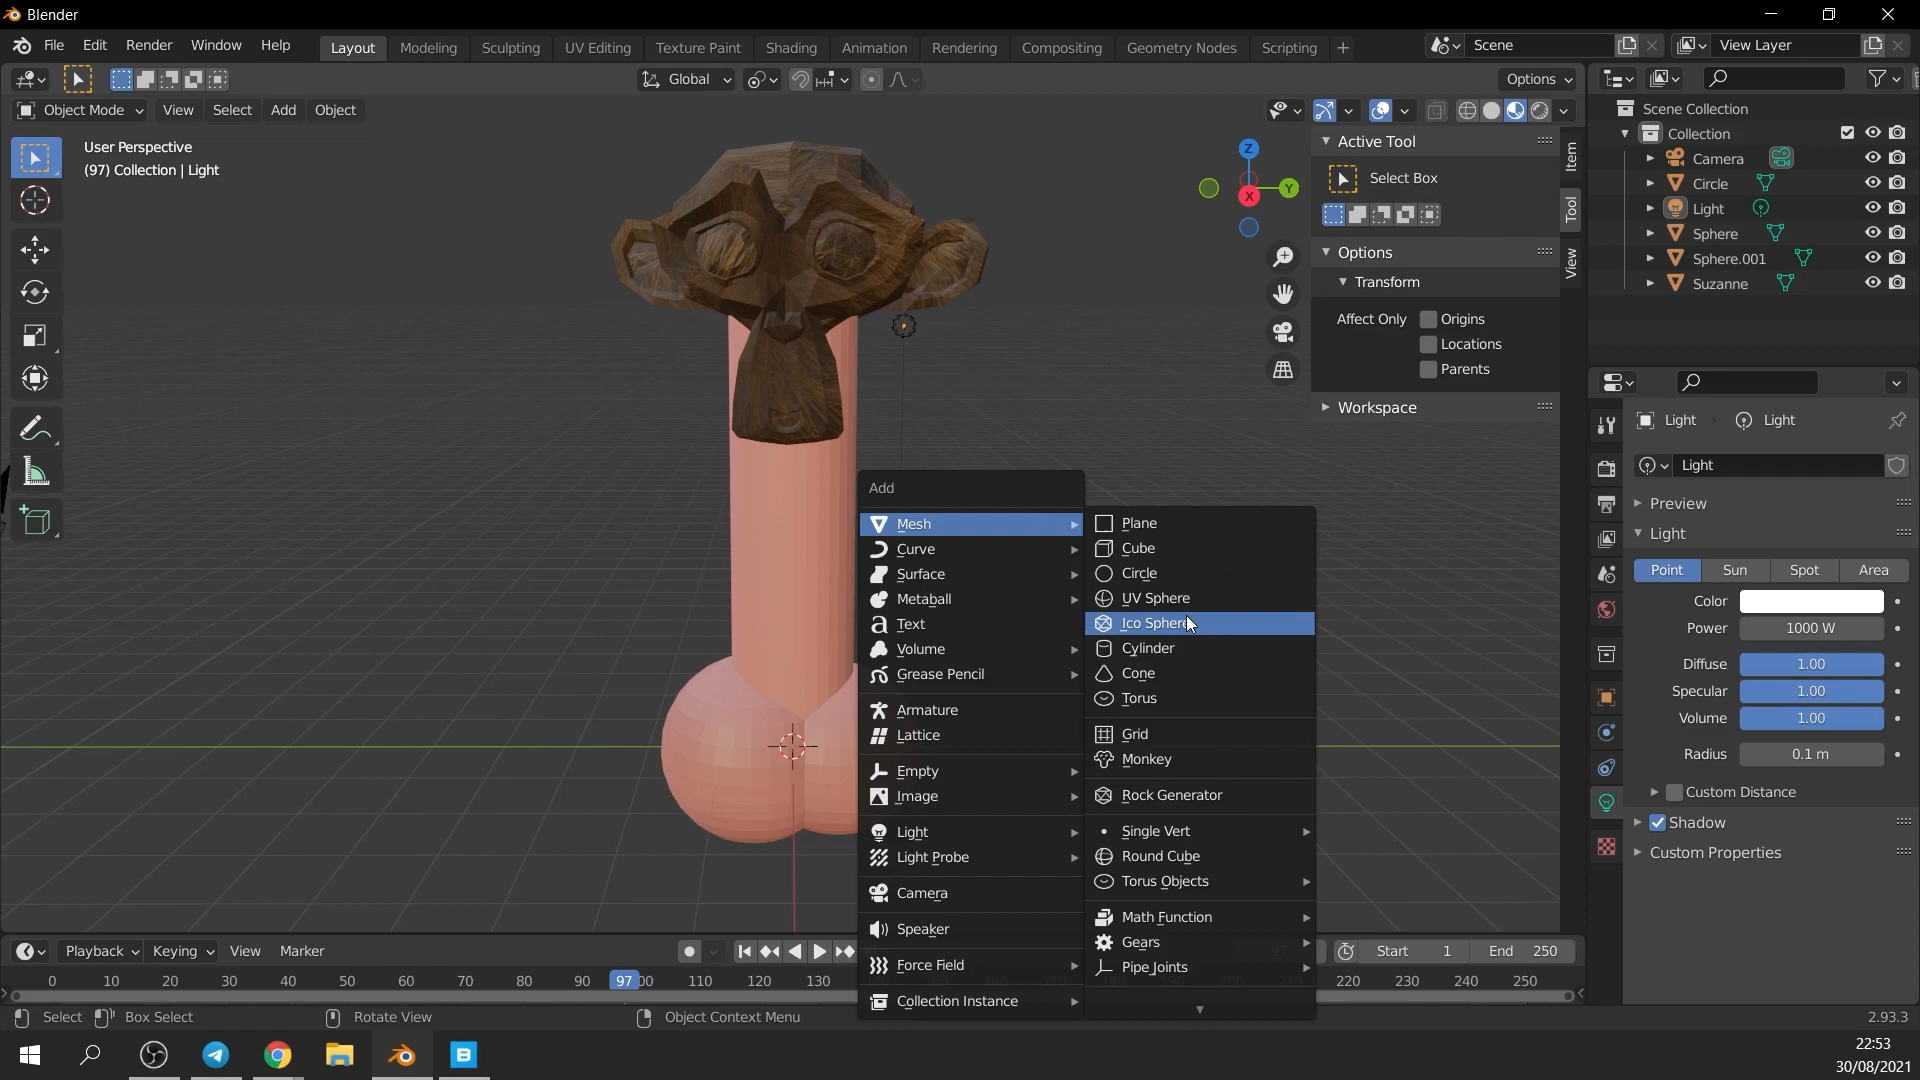 Blender
File Edit Render Window Help Layout Modeling Sculpting UV Editing Texture Paint Shading Animation Rendering Compositing Geometry Nodes Scripting + Scene View Layer
Global Options
Object Mode View Select Add Object
User Perspective
(97) Collection | Light
Z
Y
X
Active Tool
Select Box
Options
Transform
Affect Only Origins
Locations
Parents
Workspace
Item
Tool
View
Scene Collection
Collection
Camera
Circle
Light
Sphere
Sphere.001
Suzanne
Light Light
Light
Preview
Light
Point Sun Spot Area
Color
Power 1000 W
Diffuse 1.00
Specular 1.00
Volume 1.00
Radius 0.1 m
Custom Distance
Shadow
Custom Properties
Add
Mesh
Curve
Surface
Metaball
Text
Volume
Grease Pencil
Armature
Lattice
Empty
Image
Light
Light Probe
Camera
Speaker
Force Field
Collection Instance
Plane
Cube
Circle
UV Sphere
Ico Sphere
Cylinder
Cone
Torus
Grid
Monkey
Rock Generator
Single Vert
Round Cube
Torus Objects
Math Function
Gears
Pipe Joints
Playback Keying View Marker
Start 1 End 250
0 10 20 30 40 50 60 70 80 90 97 110 120 130 220 230 240 250
Select Box Select Rotate View Object Context Menu 2.93.3
22:53
30/08/2021